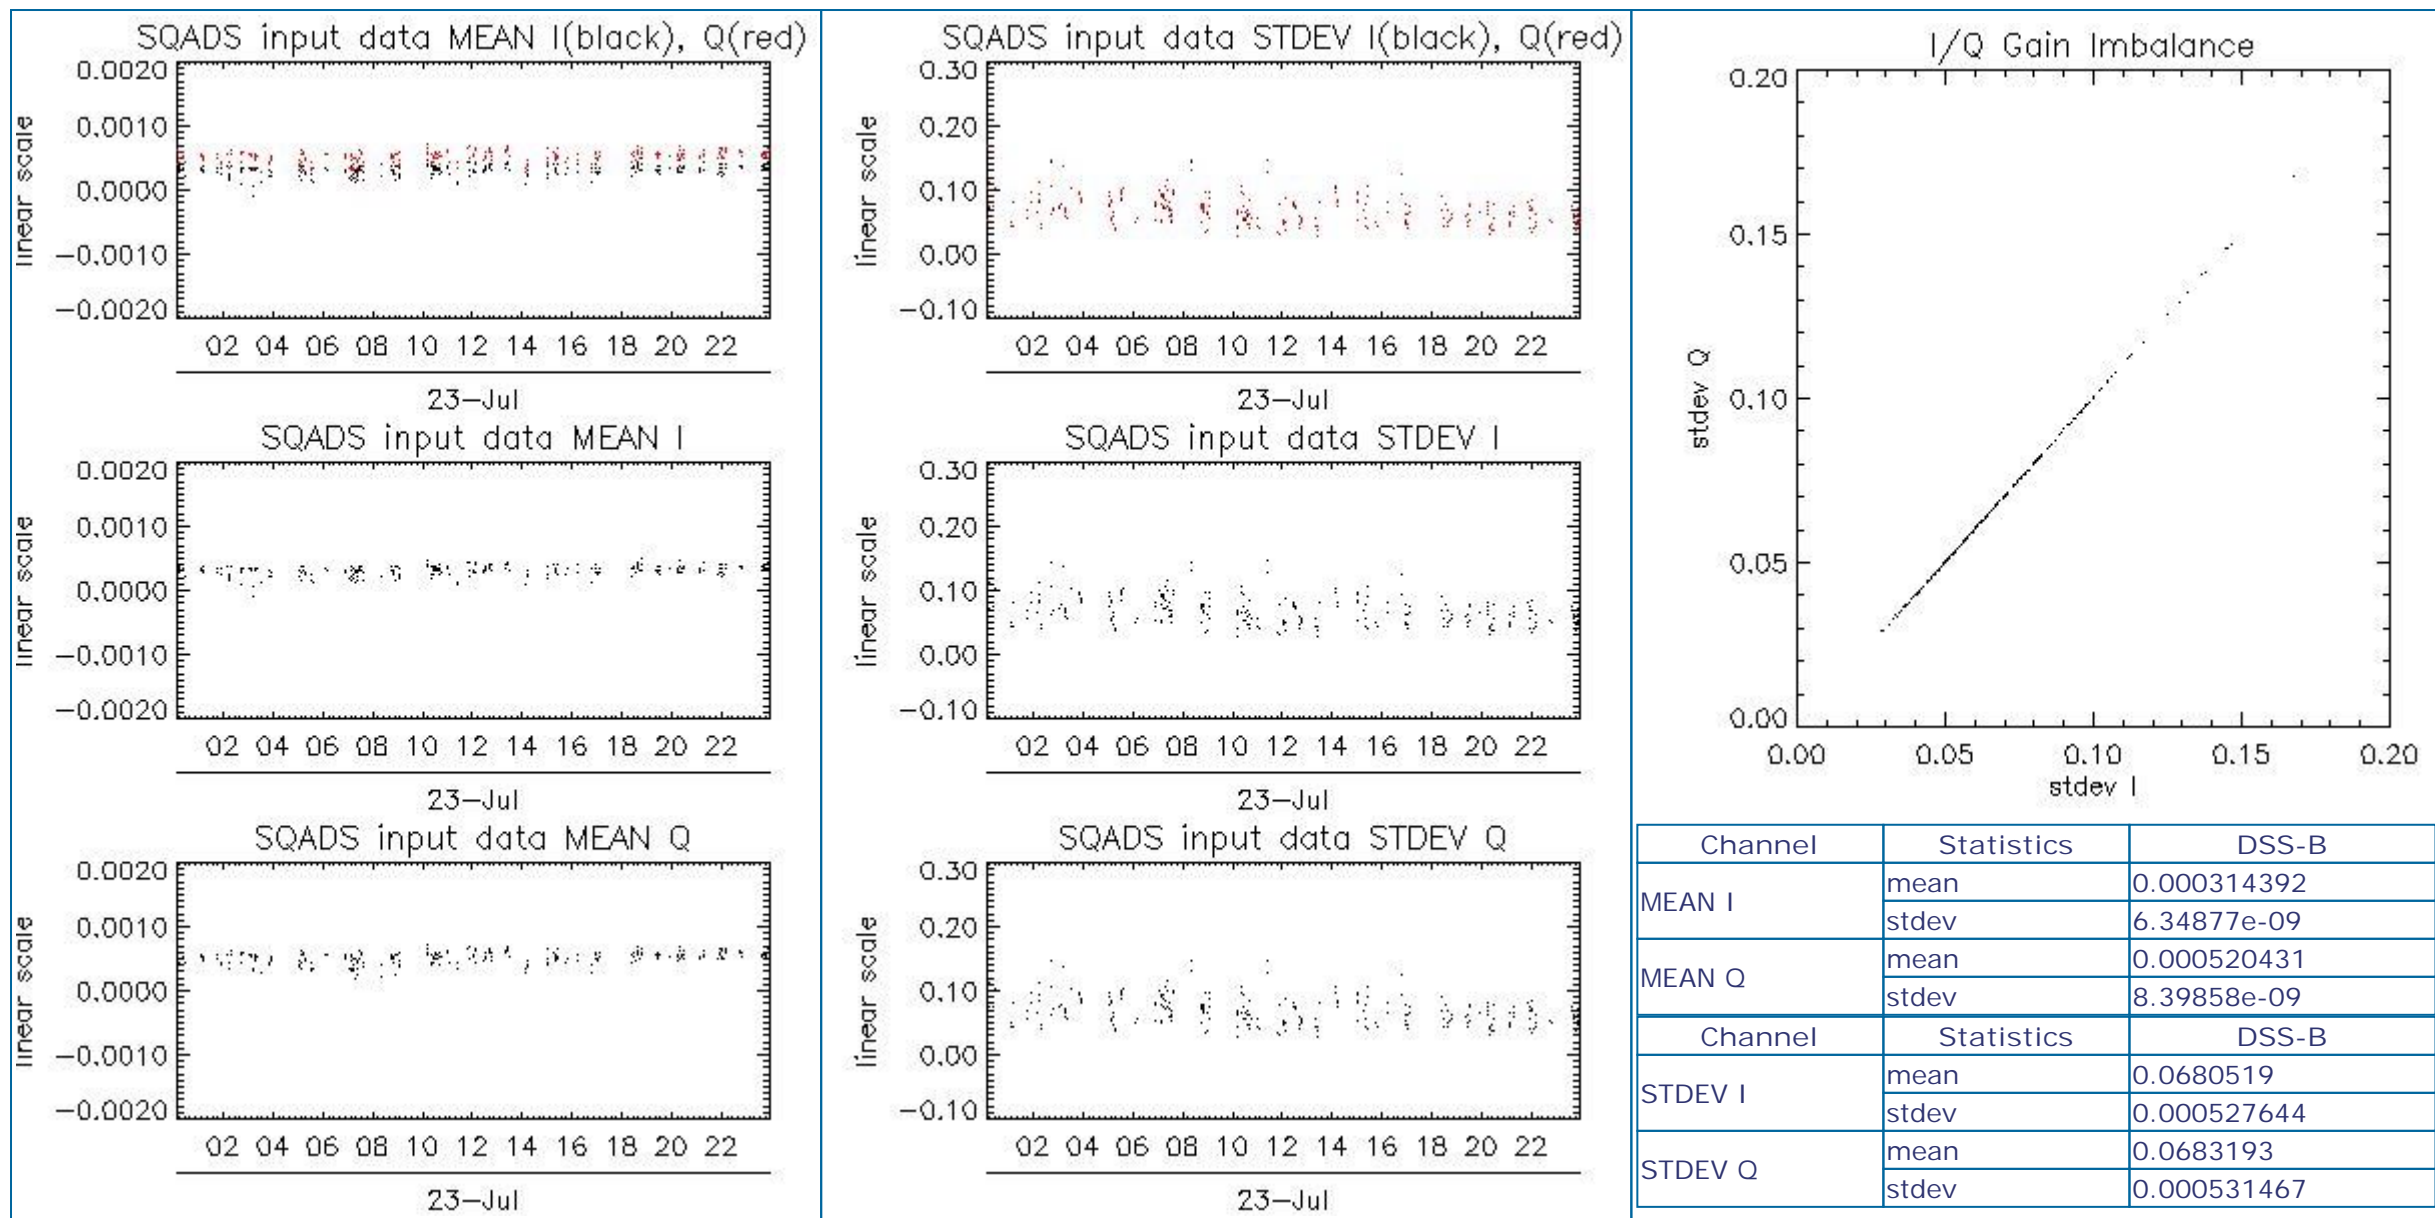 SQADS input data MEAN I(black), Q(red)
0.0020
0.0010
0.0000
−0.0010
−0.0020
linear scale
02 04 06 08 10 12 14 16 18 20 22
23−Jul
SQADS input data MEAN I
0.0020
0.0010
0.0000
−0.0010
−0.0020
linear scale
02 04 06 08 10 12 14 16 18 20 22
23−Jul
SQADS input data MEAN Q
0.0020
0.0010
0.0000
−0.0010
−0.0020
linear scale
02 04 06 08 10 12 14 16 18 20 22
23−Jul
SQADS input data STDEV I(black), Q(red)
0.30
0.20
0.10
0.00
−0.10
linear scale
02 04 06 08 10 12 14 16 18 20 22
23−Jul
SQADS input data STDEV I
0.30
0.20
0.10
0.00
−0.10
linear scale
02 04 06 08 10 12 14 16 18 20 22
23−Jul
SQADS input data STDEV Q
0.30
0.20
0.10
0.00
−0.10
linear scale
02 04 06 08 10 12 14 16 18 20 22
23−Jul
I/Q Gain Imbalance
0.20
0.15
0.10
0.05
0.00
stdev Q
0.00 0.05 0.10 0.15 0.20
stdev I
Channel Statistics DSS-B
MEAN I mean 0.000314392
stdev 6.34877e-09
MEAN Q mean 0.000520431
stdev 8.39858e-09
Channel Statistics DSS-B
STDEV I mean 0.0680519
stdev 0.000527644
STDEV Q mean 0.0683193
stdev 0.000531467